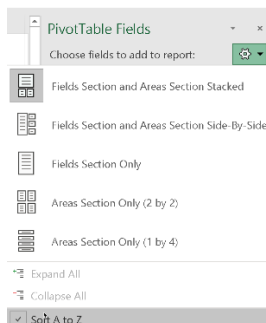 PivotTable Fields
Choose fields to add to report:
Fields Section and Areas Section Stacked
Fields Section and Areas Section Side-By-Side
Fields Section Only
Areas Section Only (2 by 2)
Areas Section Only (1 by 4)
Expand All
Collapse All
Sort A to Z